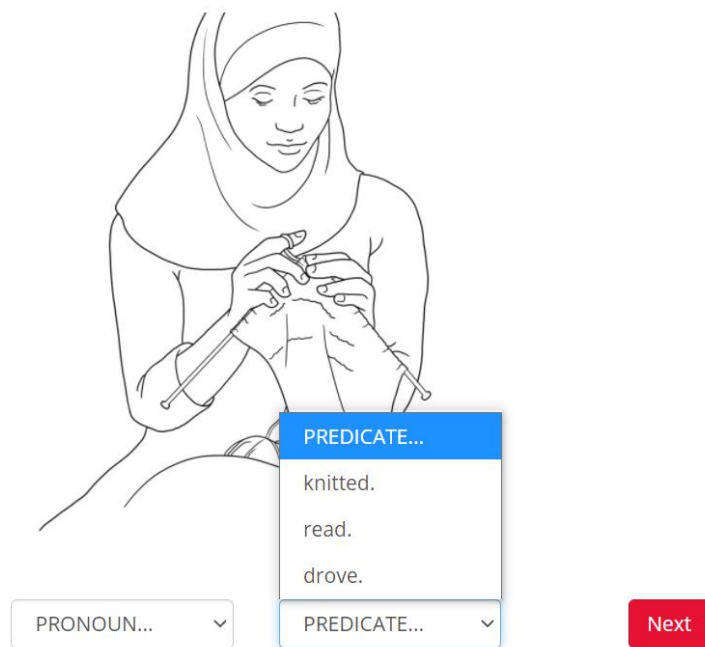 PREDICATE...
knitted.
read.
drove.
PRONOUN... PREDICATE... Next